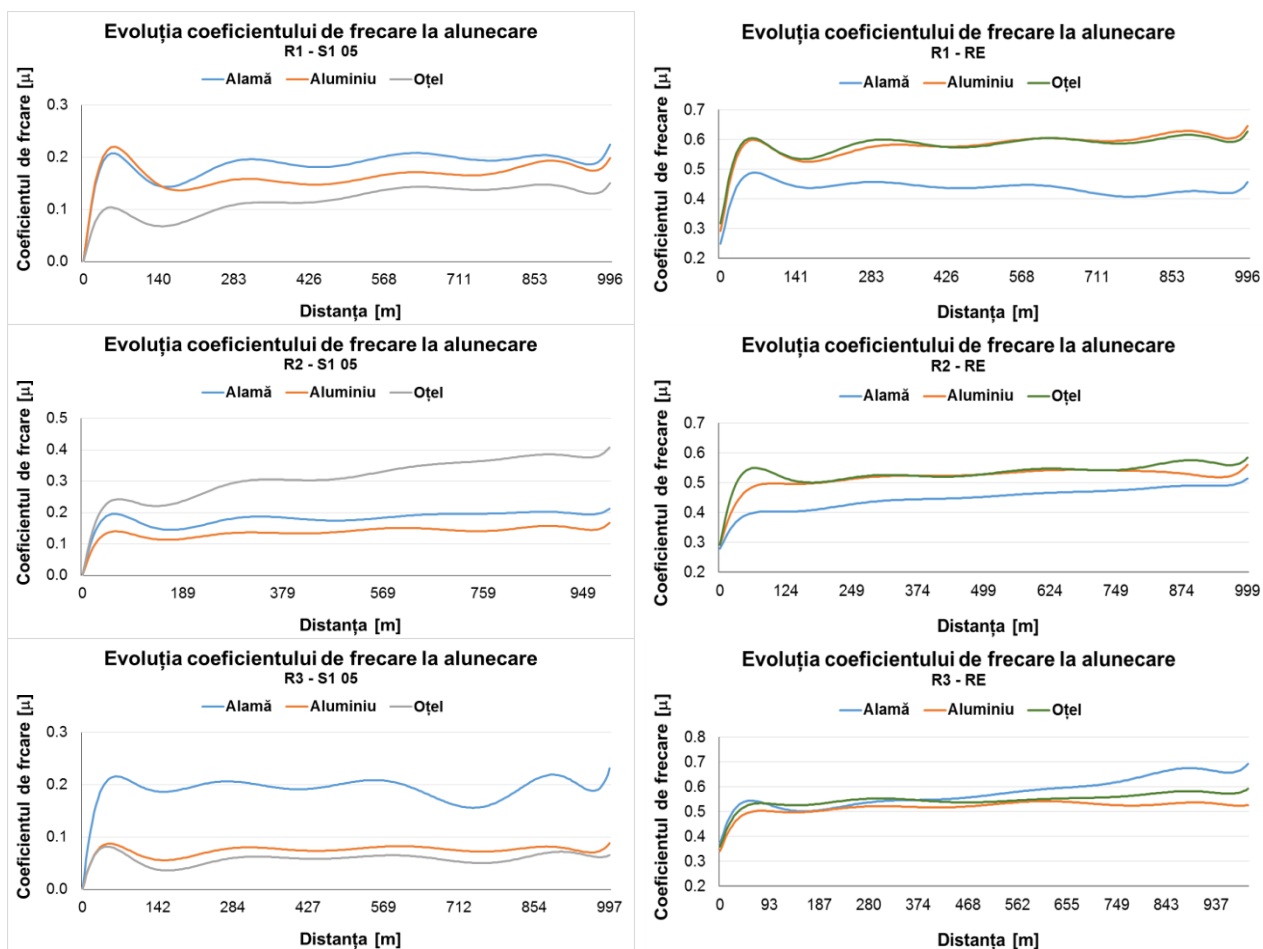 Evoluția coeficientului de frecare la alunecare
R1 - S1 05
Alamă Aluminiu Oțel
Coeficientul de frcare [µ]
0.3
0.2
0.1
0.0
0 140 283 426 568 711 853 996
Distanța [m]
Evoluția coeficientului de frecare la alunecare
R1 - RE
Alamă Aluminiu Oțel
Coeficientul de frecare [µ]
0.7
0.6
0.5
0.4
0.3
0.2
0 141 283 426 568 711 853 996
Distanța [m]
Evoluția coeficientului de frecare la alunecare
R2 - S1 05
Alamă Aluminiu Oțel
Coeficientul de frcare [µ]
0.5
0.4
0.3
0.2
0.1
0.0
0 189 379 569 759 949
Distanța [m]
Evoluția coeficientului de frecare la alunecare
R2 - RE
Alamă Aluminiu Oțel
Coeficientul de frecare [µ]
0.7
0.6
0.5
0.4
0.3
0.2
0 124 249 374 499 624 749 874 999
Distanța [m]
Evoluția coeficientului de frecare la alunecare
R3 - S1 05
Alamă Aluminiu Oțel
Coeficientul de frcare [µ]
0.3
0.2
0.1
0.0
0 142 284 427 569 712 854 997
Distanța [m]
Evoluția coeficientului de frecare la alunecare
R3 - RE
Alamă Aluminiu Oțel
Coeficientul de frecare [µ]
0.8
0.7
0.6
0.5
0.4
0.3
0.2
0 93 187 280 374 468 562 655 749 843 937
Distanța [m]